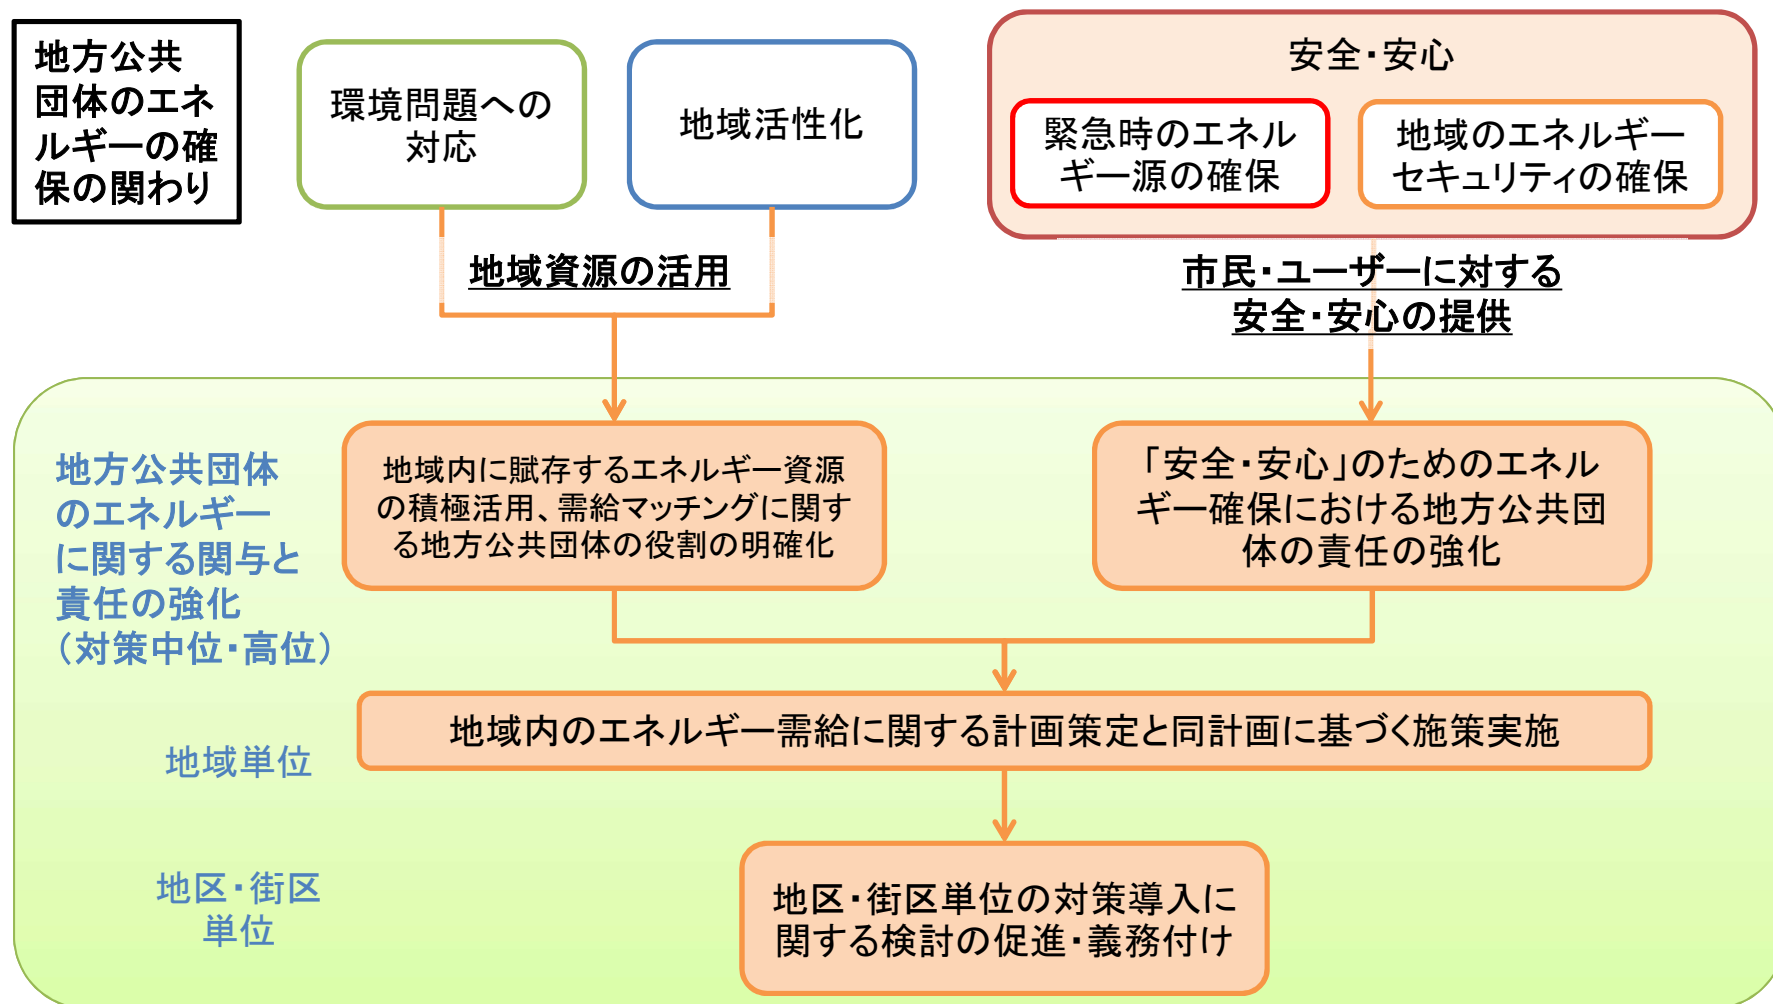 地方公共
団体のエネ
ルギーの確
保の関わり
環境問題への
対応
地域活性化
安全・安心
緊急時のエネル
ギー源の確保
地域のエネルギー
セキュリティの確保
地域資源の活用
市民・ユーザーに対する
安全・安心の提供
地方公共団体
のエネルギー
に関する関与と
責任の強化
（対策中位・高位）
地域内に賦存するエネルギー資源
の積極活用、需給マッチングに関す
る地方公共団体の役割の明確化
「安全・安心」のためのエネル
ギー確保における地方公共団
体の責任の強化
地域単位
地域内のエネルギー需給に関する計画策定と同計画に基づく施策実施
地区・街区
単位
地区・街区単位の対策導入に
関する検討の促進・義務付け